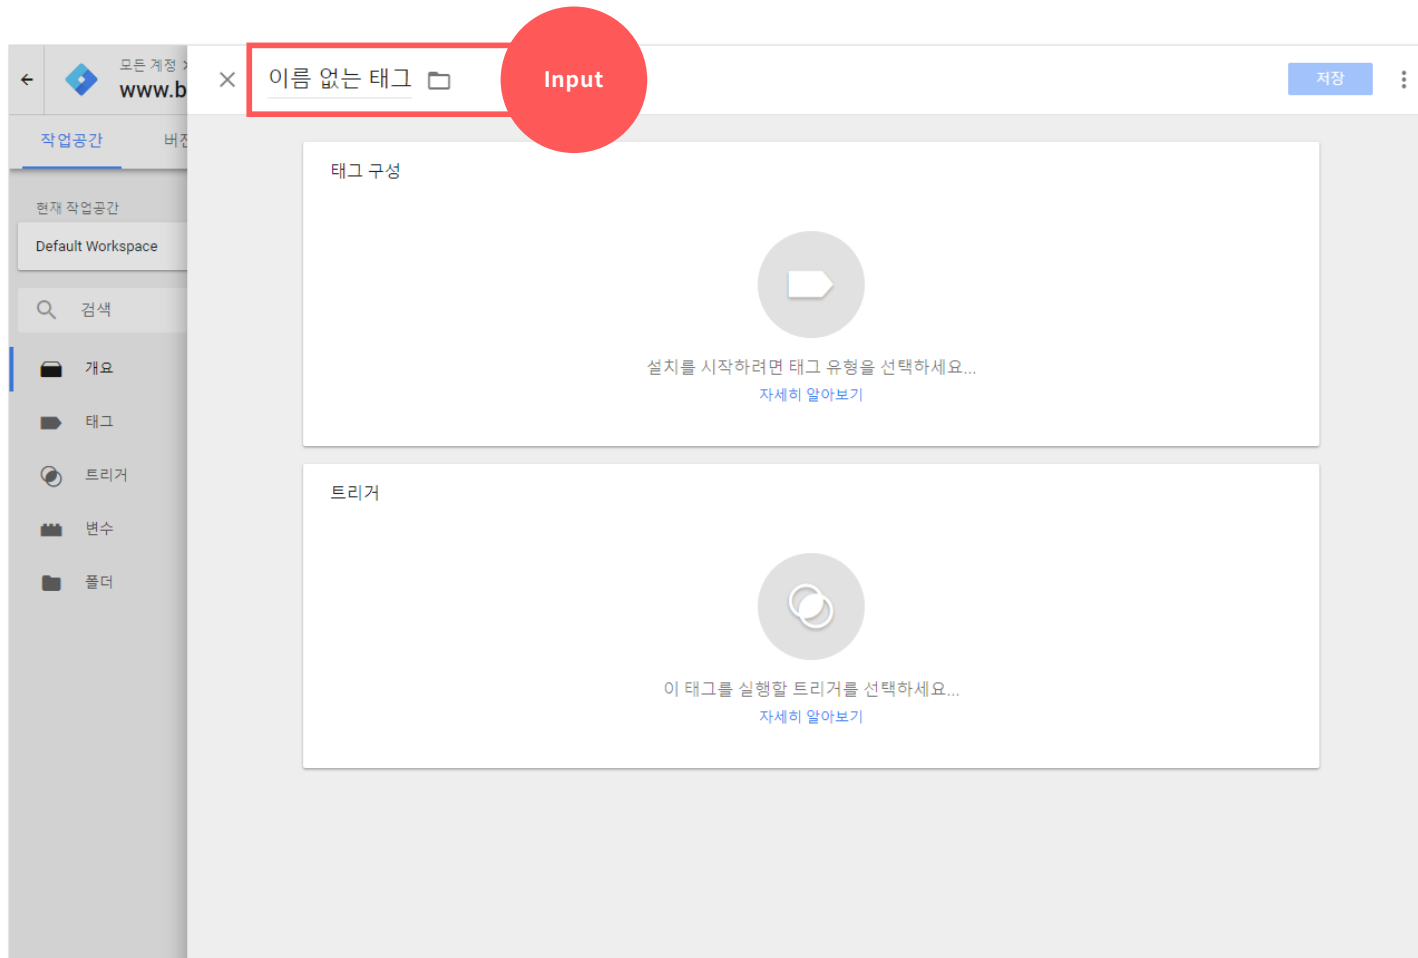 모든 계정
www.b
이름 없는 태그
Input
저장
작업공간
버전
현재 작업공간
Default Workspace
검색
개요
태그
트리거
변수
폴더
태그 구성
설치를 시작하려면 태그 유형을 선택하세요...
자세히 알아보기
트리거
이 태그를 실행할 트리거를 선택하세요...
자세히 알아보기